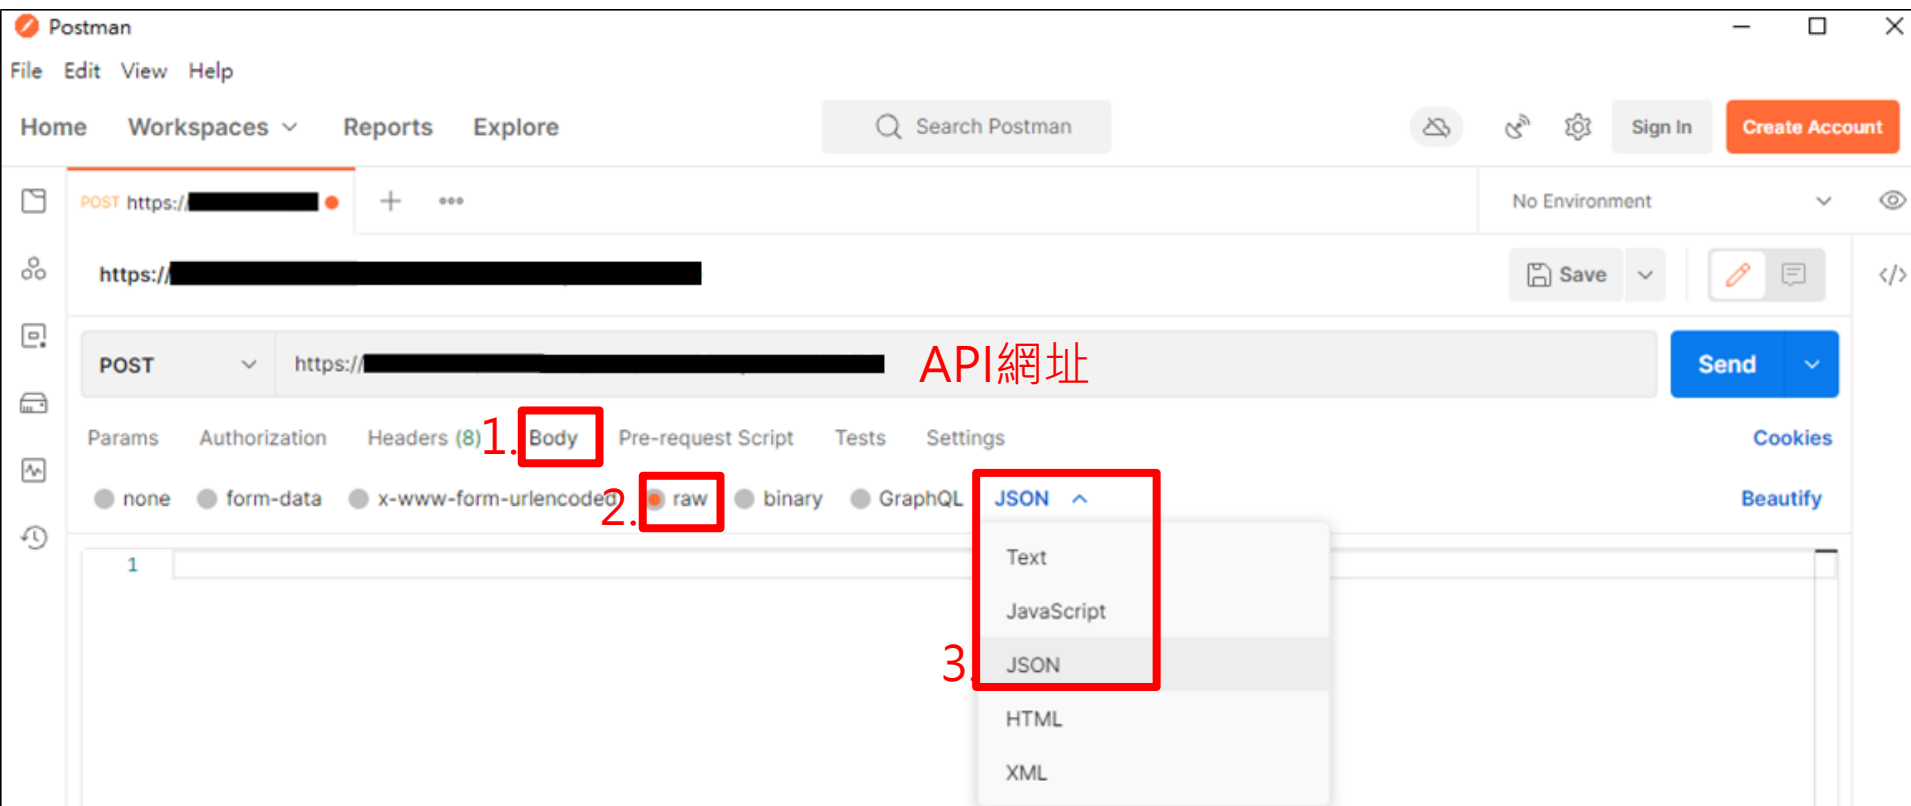 Postman
File Edit View Help
Home Workspaces Reports Explore Search Postman Sign In Create Account
POST https:// No Environment
https:// Save
POST https:// API網址 Send
Params Authorization Headers (8) 1. Body Pre-request Script Tests Settings Cookies
none form-data x-www-form-urlencoded 2. raw binary GraphQL JSON Beautify
1
Text
JavaScript
3. JSON
HTML
XML